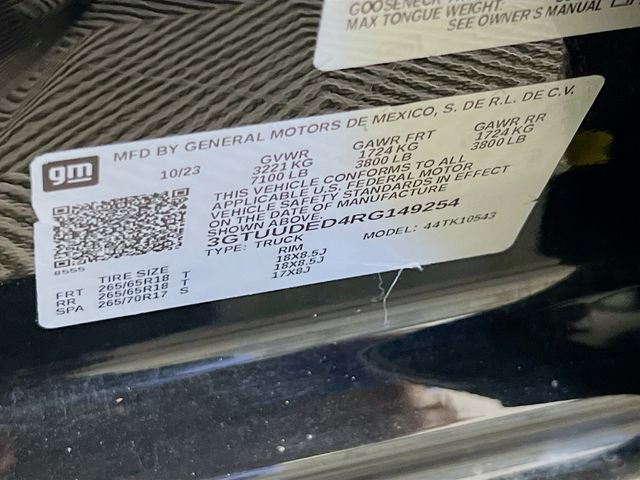 MAX TONGUE WEIGHT:
SEE OWNER'S MANUAL
gm
MFD BY GENERAL MOTORS DE MEXICO, S. DE R.L. DE C.V.
10/23
GVWR GAWR FRT GAWR RR
3221 KG 1724 KG 1724 KG
7100 LB 3800 LB 3800 LB
THIS VEHICLE CONFORMS TO ALL
APPLICABLE U.S. FEDERAL MOTOR
VEHICLE SAFETY STANDARDS IN EFFECT
ON THE DATE OF MANUFACTURE
SHOWN ABOVE.
3GTUUDED4RG149254
TYPE: TRUCK MODEL: 44TK10543
8555
TIRE SIZE RIM
FRT 265/65R18 T 18X8.5J
RR 265/65R18 T 18X8.5J
SPA 265/70R17 S 17X8J